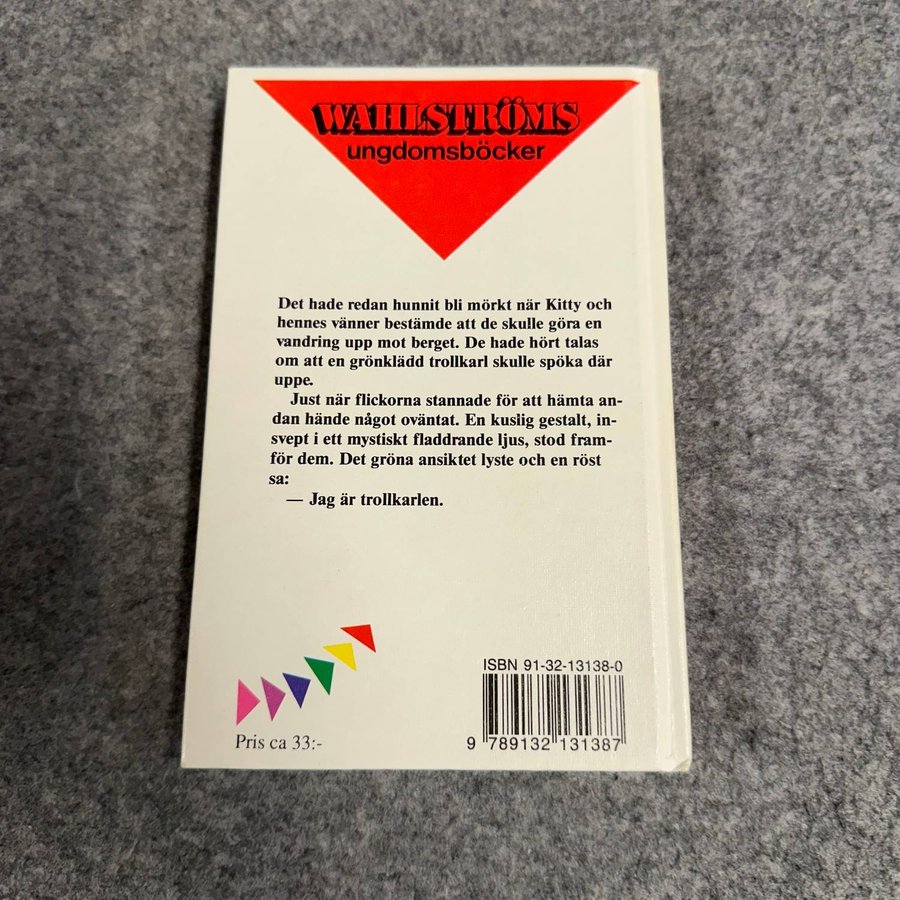 WAHLSTRÖMS
ungdomsböcker
Det hade redan hunnit bli mörkt när Kitty och
hennes vänner bestämde att de skulle göra en
vandring upp mot berget. De hade hört talas
om att en grönklädd trollkarl skulle spöka där
uppe.
Just när flickorna stannade för att hämta an-
dan hände något oväntat. En kuslig gestalt, in-
svept i ett mystiskt fladdrande ljus, stod fram-
för dem. Det gröna ansiktet lyste och en röst
sa:
— Jag är trollkarlen.
Pris ca 33:-
ISBN 91-32-13138-0
9 789132 131387